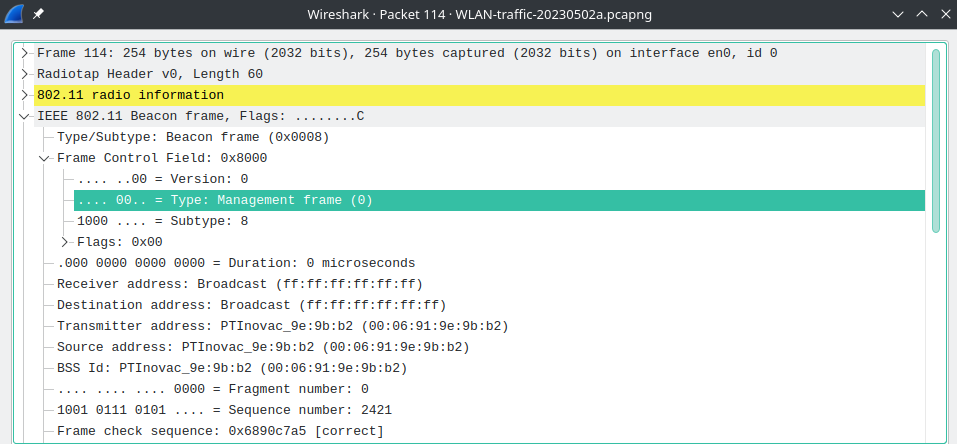 Wireshark · Packet 114 · WLAN-traffic-20230502a.pcapng
Frame 114: 254 bytes on wire (2032 bits), 254 bytes captured (2032 bits) on interface en0, id 0
Radiotap Header v0, Length 60
802.11 radio information
IEEE 802.11 Beacon frame, Flags: ........C
Type/Subtype: Beacon frame (0x0008)
Frame Control Field: 0x8000
.... ..00 = Version: 0
.... 00.. = Type: Management frame (0)
1000 .... = Subtype: 8
Flags: 0x00
.000 0000 0000 0000 = Duration: 0 microseconds
Receiver address: Broadcast (ff:ff:ff:ff:ff:ff)
Destination address: Broadcast (ff:ff:ff:ff:ff:ff)
Transmitter address: PTInovac_9e:9b:b2 (00:06:91:9e:9b:b2)
Source address: PTInovac_9e:9b:b2 (00:06:91:9e:9b:b2)
BSS Id: PTInovac_9e:9b:b2 (00:06:91:9e:9b:b2)
.... .... .... 0000 = Fragment number: 0
1001 0111 0101 .... = Sequence number: 2421
Frame check sequence: 0x6890c7a5 [correct]